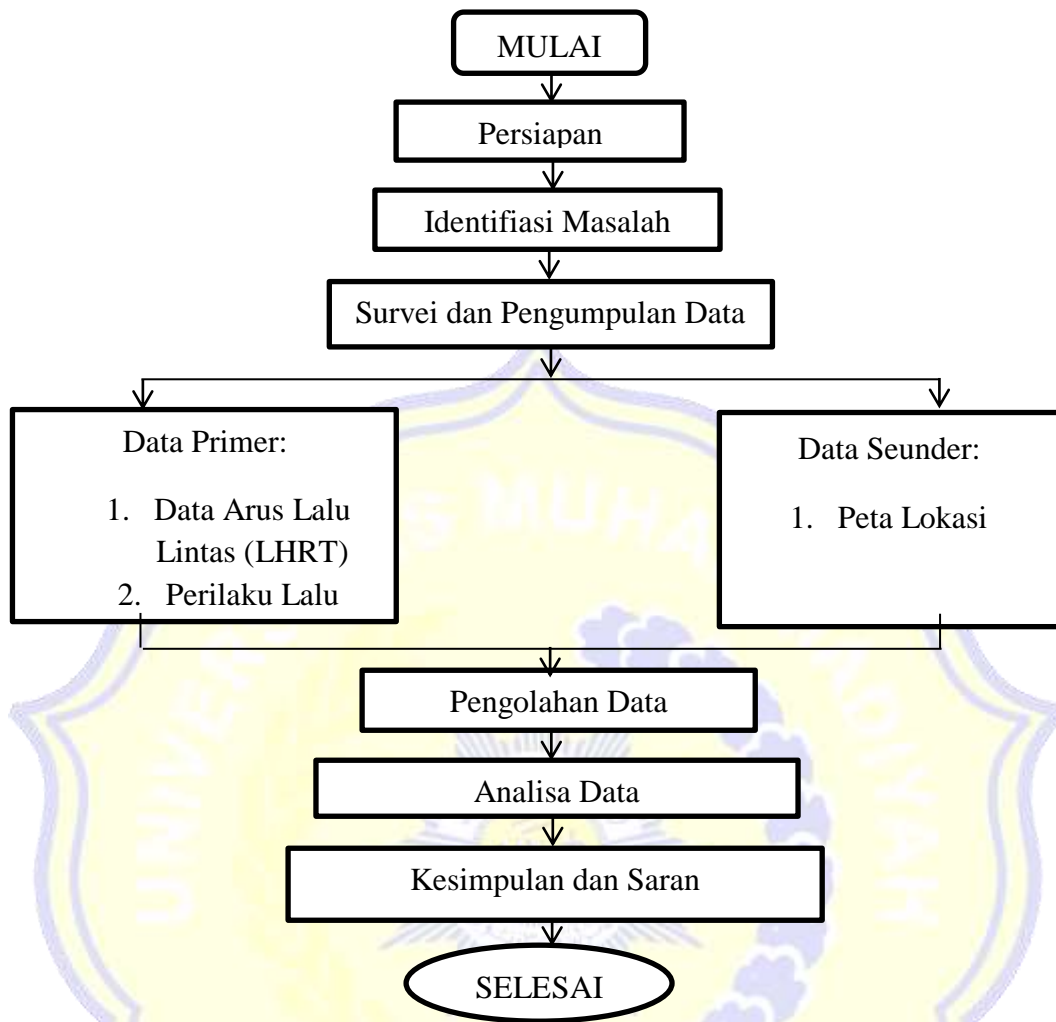 MULAI
Persiapan
Identifiasi Masalah
Survei dan Pengumpulan Data
Data Primer:
1. Data Arus Lalu
Lintas (LHRT)
2. Perilaku Lalu
Data Seunder:
1. Peta Lokasi
Pengolahan Data
Analisa Data
Kesimpulan dan Saran
SELESAI